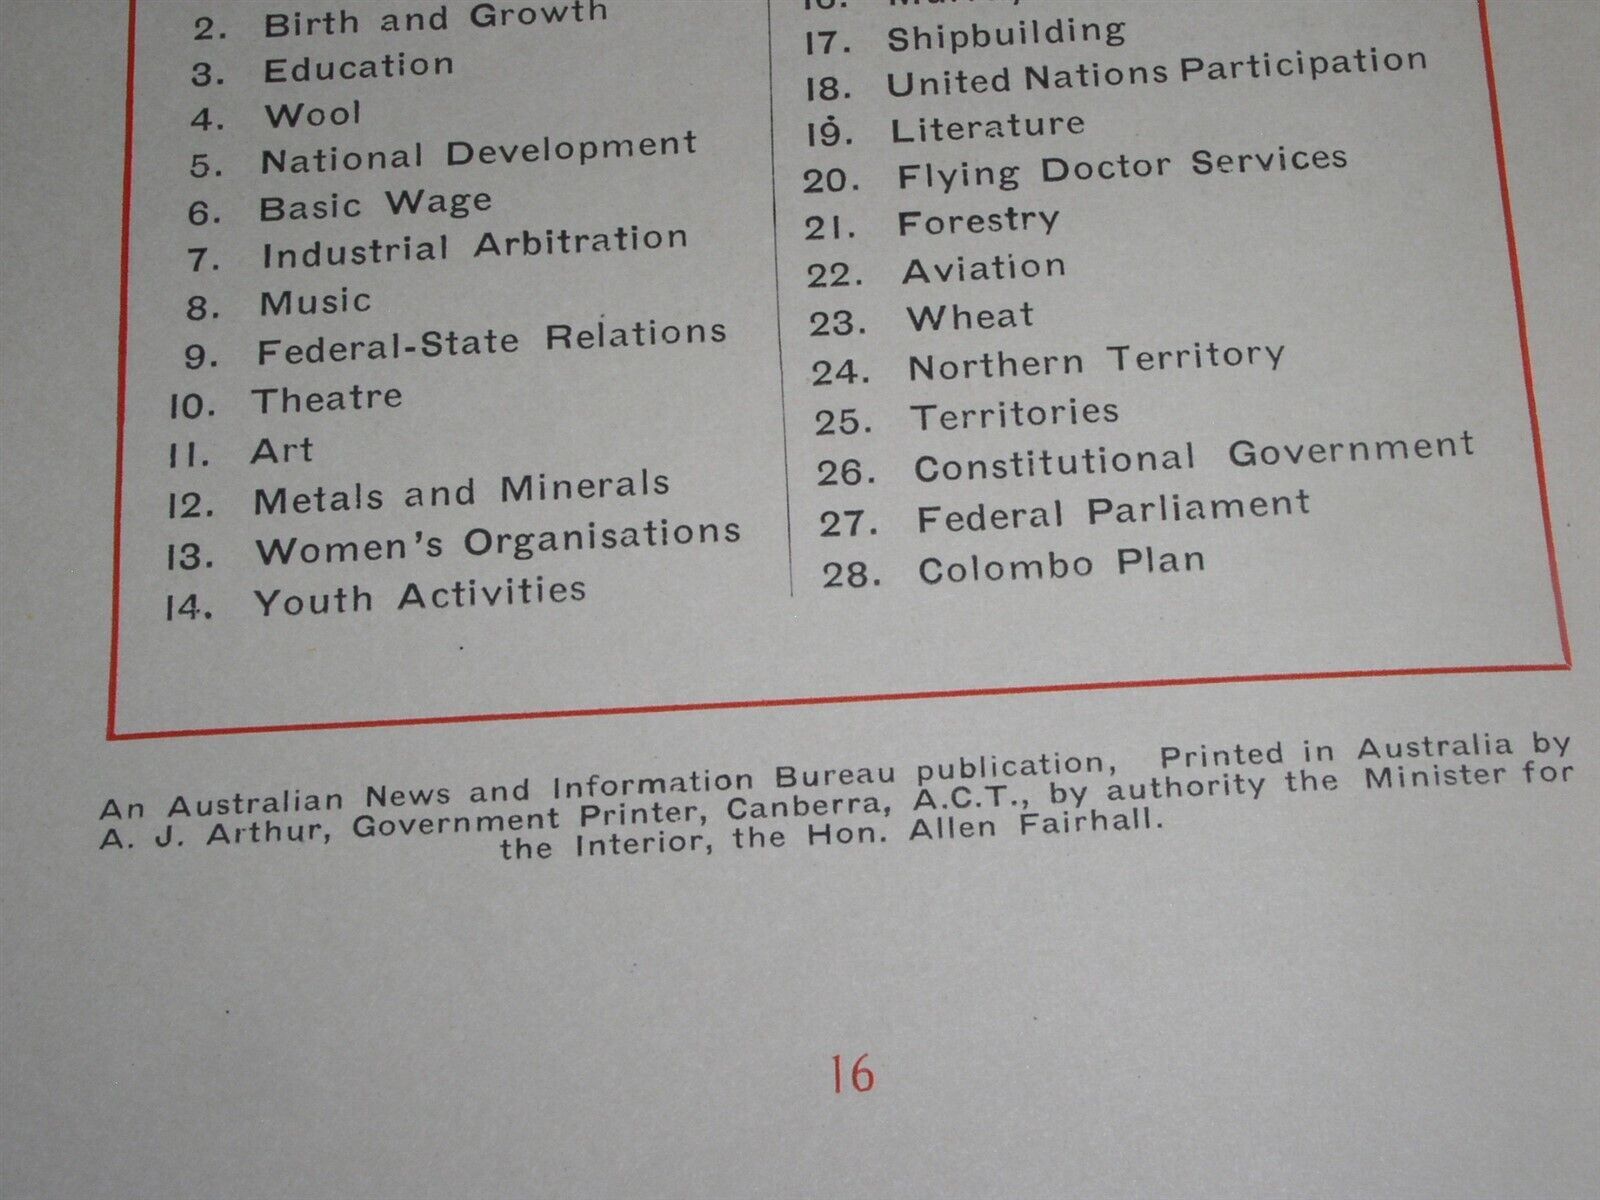 2. Birth and Growth
3. Education
4. Wool
5. National Development
6. Basic Wage
7. Industrial Arbitration
8. Music
9. Federal-State Relations
10. Theatre
11. Art
12. Metals and Minerals
13. Women's Organisations
14. Youth Activities
17. Shipbuilding
18. United Nations Participation
19. Literature
20. Flying Doctor Services
21. Forestry
22. Aviation
23. Wheat
24. Northern Territory
25. Territories
26. Constitutional Government
27. Federal Parliament
28. Colombo Plan
An Australian News and Information Bureau publication, Printed in Australia by
A. J. Arthur, Government Printer, Canberra, A.C.T., by authority the Minister for
the Interior, the Hon. Allen Fairhall.
16